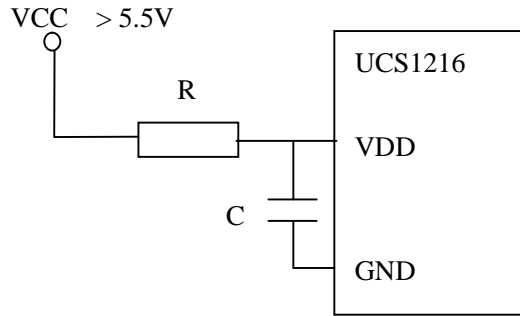 VCC > 5.5V
UCS1216
R
VDD
C
GND